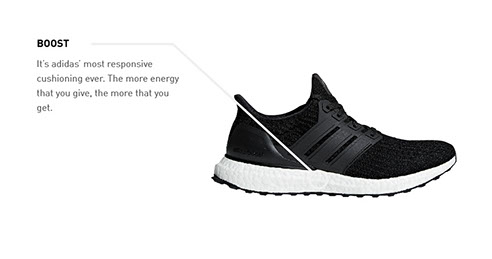 BOOST
It's adidas' most responsive
cushioning ever. The more energy
that you give, the more that you
get.